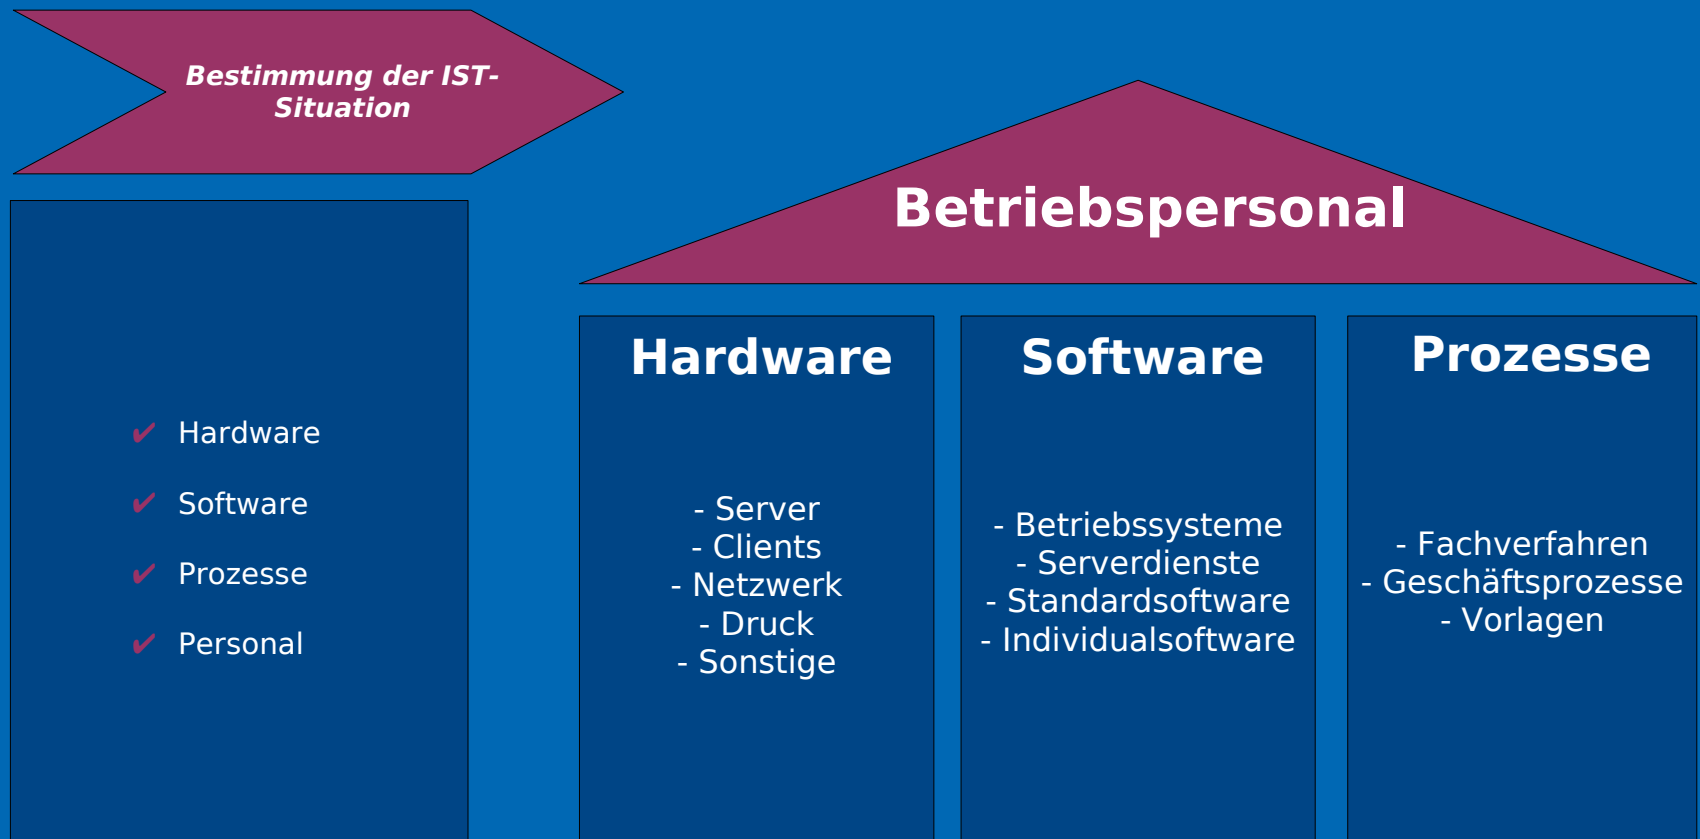 Bestimmung der IST-
Situation
✔ Hardware
✔ Software
✔ Prozesse
✔ Personal
Betriebspersonal
Hardware
- Server
- Clients
- Netzwerk
- Druck
- Sonstige
Software
- Betriebssysteme
- Serverdienste
- Standardsoftware
- Individualsoftware
Prozesse
- Fachverfahren
- Geschäftsprozesse
- Vorlagen